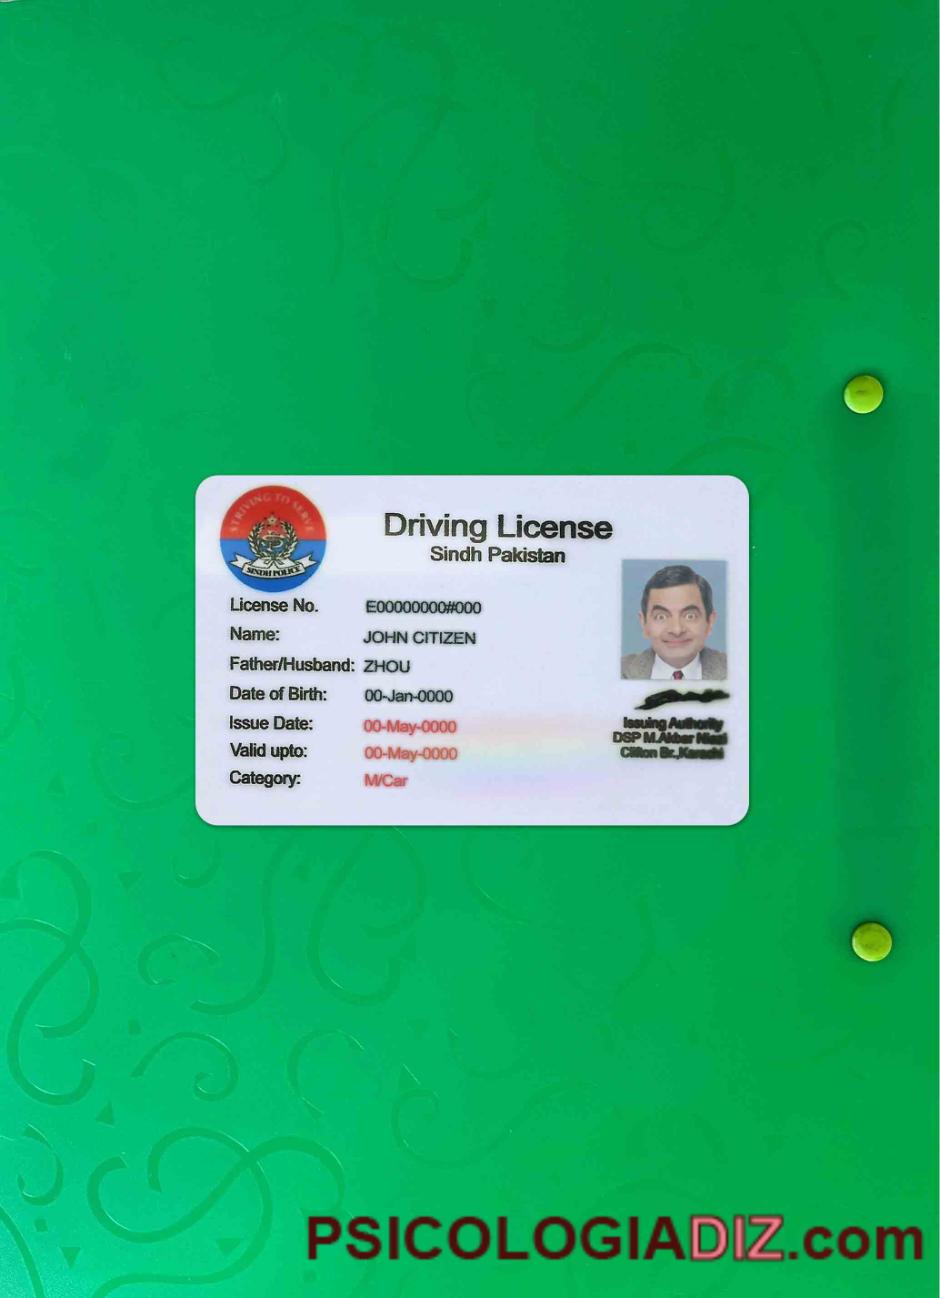 STRIVING TO SERVE
SINDH POLICE
Driving License
Sindh Pakistan
License No. E00000000#000
Name: JOHN CITIZEN
Father/Husband: ZHOU
Date of Birth: 00-Jan-0000
Issue Date: 00-May-0000
Valid upto: 00-May-0000
Category: M/Car
Issuing Authority
DSP M.Akbar Niazi
Clifton Br.,Karachi
PSICOLOGIADIZ.com